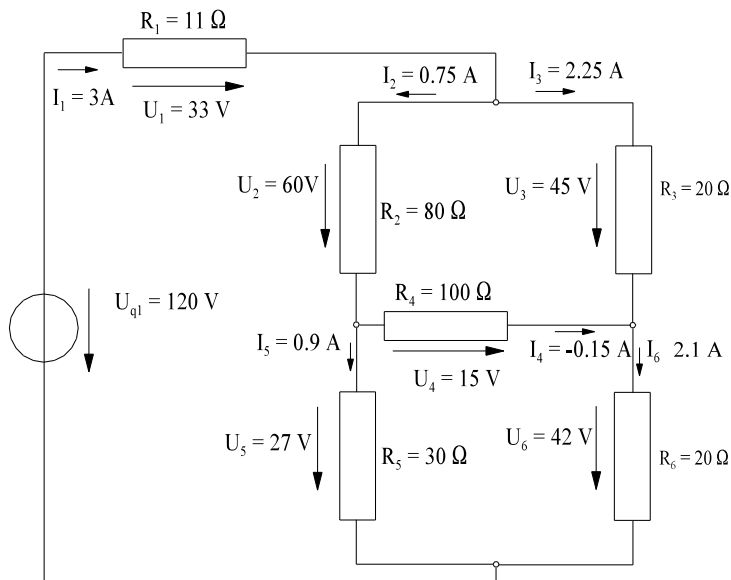 R₁ = 11 Ω
I₁ = 3A
U₁ = 33 V
I₂ = 0.75 A
I₃ = 2.25 A
U₂ = 60V
R₂ = 80 Ω
U₃ = 45 V
R₃ = 20 Ω
U_q1 = 120 V
R₄ = 100 Ω
I₅ = 0.9 A
U₄ = 15 V
I₄ = -0.15 A
I₆ 2.1 A
U₅ = 27 V
R₅ = 30 Ω
U₆ = 42 V
R₆ = 20 Ω